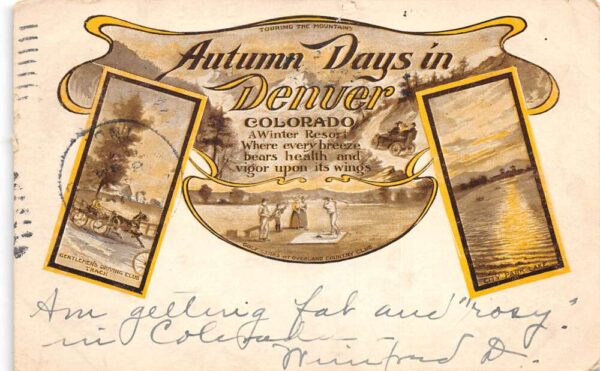 TOURING THE MOUNTAINS
Autumn Days in
Denver
COLORADO
A Winter Resort
Where every breeze
bears health and
vigor upon its wings
GENTLEMEN'S DRIVING CLUB
TRACK
OVERLAND COUNTRY CLUB
CITY PARK LAKE
Am getting fat and "rosy"
in Colorado
Winifred D.